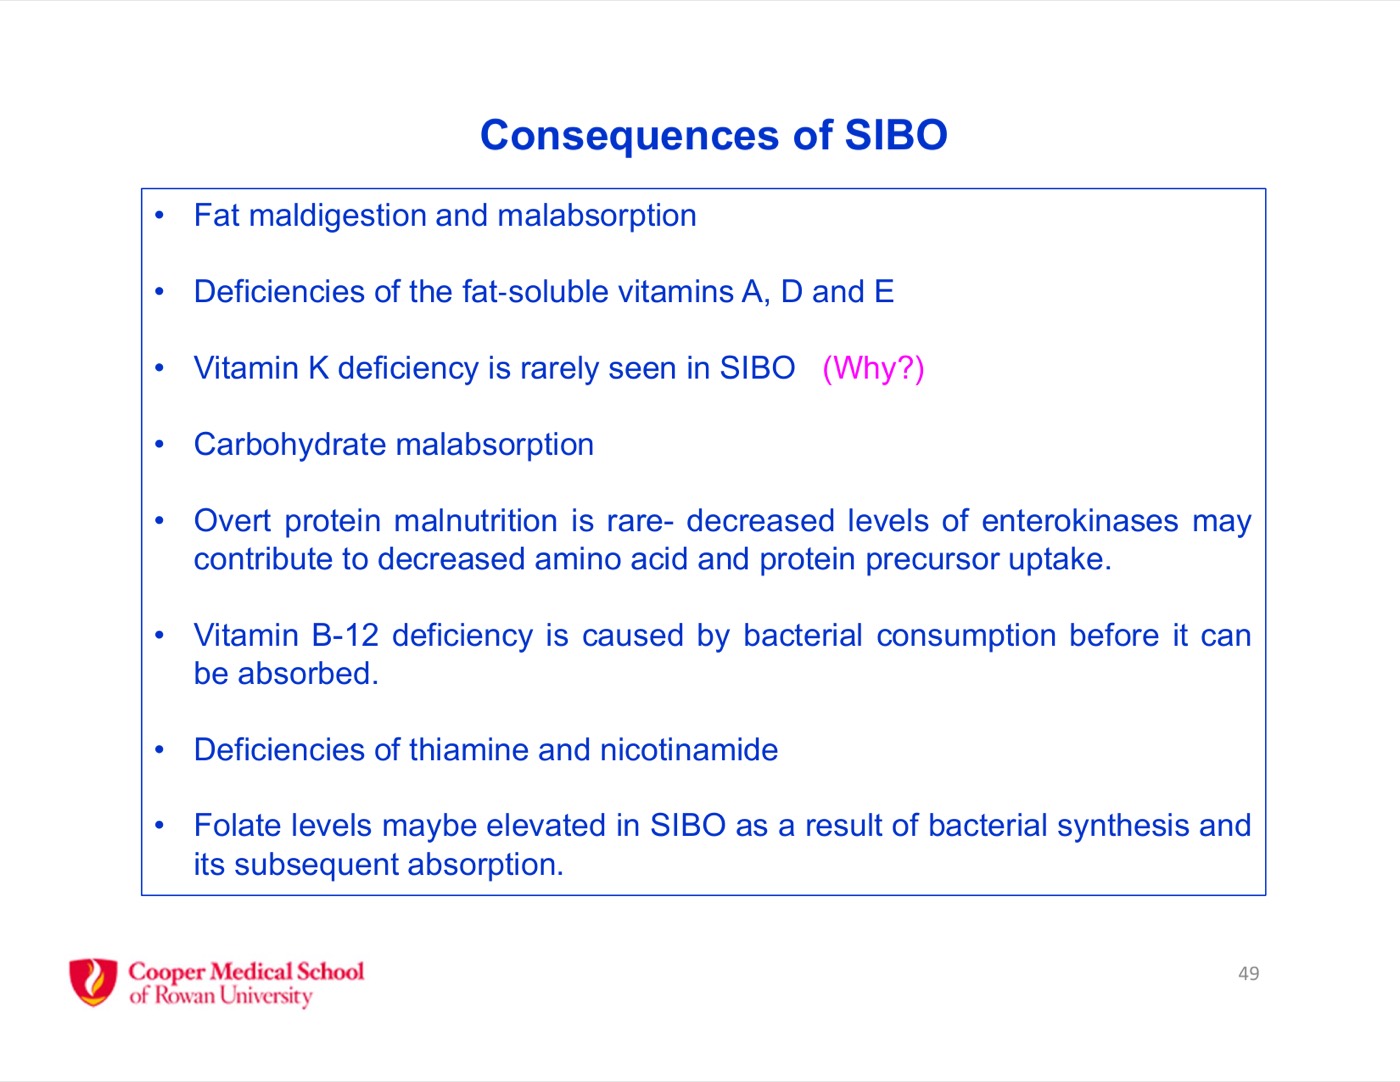 Consequences of SIBO
• Fat maldigestion and malabsorption
• Deficiencies of the fat-soluble vitamins A, D and E
• Vitamin K deficiency is rarely seen in SIBO (Why?)
• Carbohydrate malabsorption
• Overt protein malnutrition is rare- decreased levels of enterokinases may
contribute to decreased amino acid and protein precursor uptake.
• Vitamin B-12 deficiency is caused by bacterial consumption before it can
be absorbed.
• Deficiencies of thiamine and nicotinamide
• Folate levels maybe elevated in SIBO as a result of bacterial synthesis and
its subsequent absorption.
Cooper Medical School
of Rowan University
49